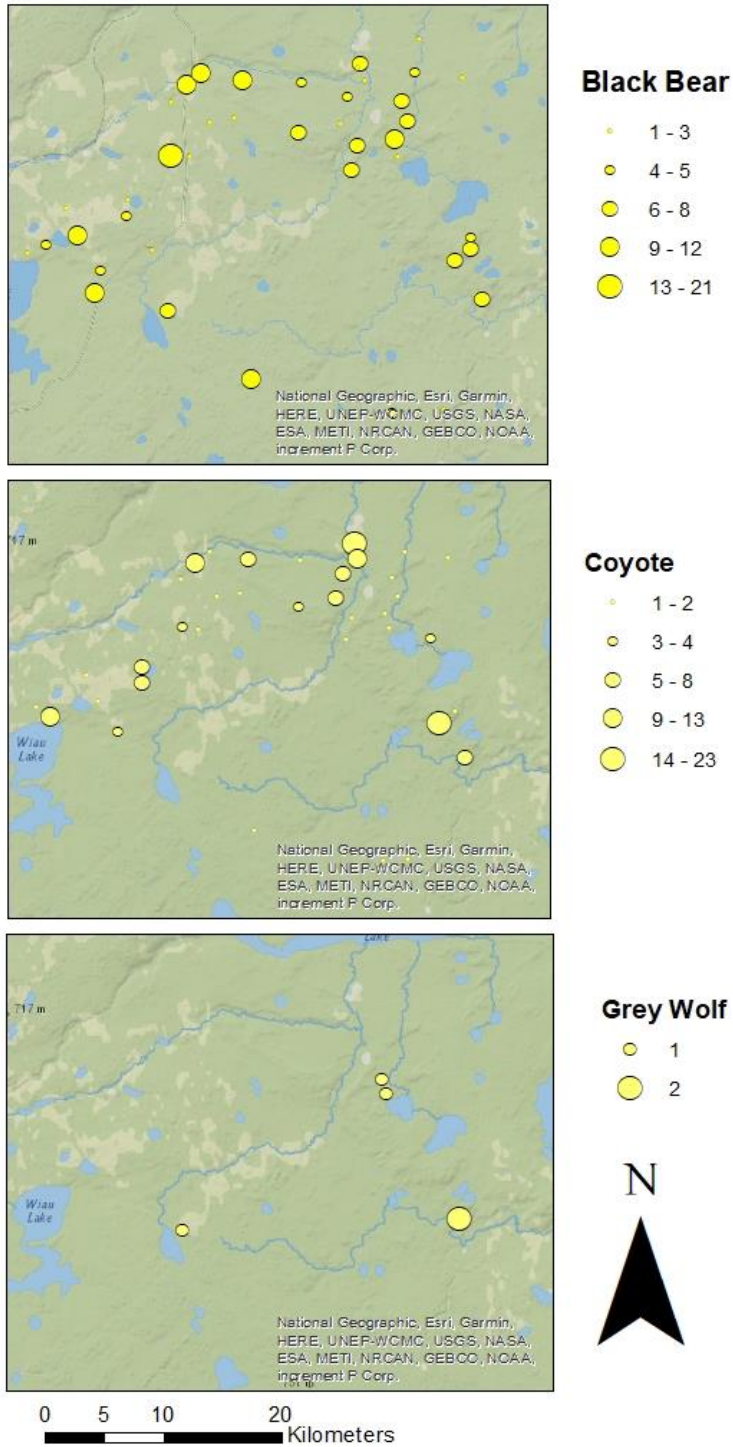 Black Bear
1 - 3
4 - 5
6 - 8
9 - 12
13 - 21
National Geographic, Esri, Garmin,
HERE, UNEP-WCMC, USGS, NASA,
ESA, METI, NRCAN, GEBCO, NOAA,
increment P Corp.
717 m
Coyote
1 - 2
3 - 4
5 - 8
9 - 13
14 - 23
Wiau
Lake
National Geographic, Esri, Garmin,
HERE, UNEP-WCMC, USGS, NASA,
ESA, METI, NRCAN, GEBCO, NOAA,
increment P Corp.
Lake
717 m
Grey Wolf
1
2
N
Wiau
Lake
National Geographic, Esri, Garmin,
HERE, UNEP-WCMC, USGS, NASA,
ESA, METI, NRCAN, GEBCO, NOAA,
increment P Corp.
0 5 10 20
Kilometers